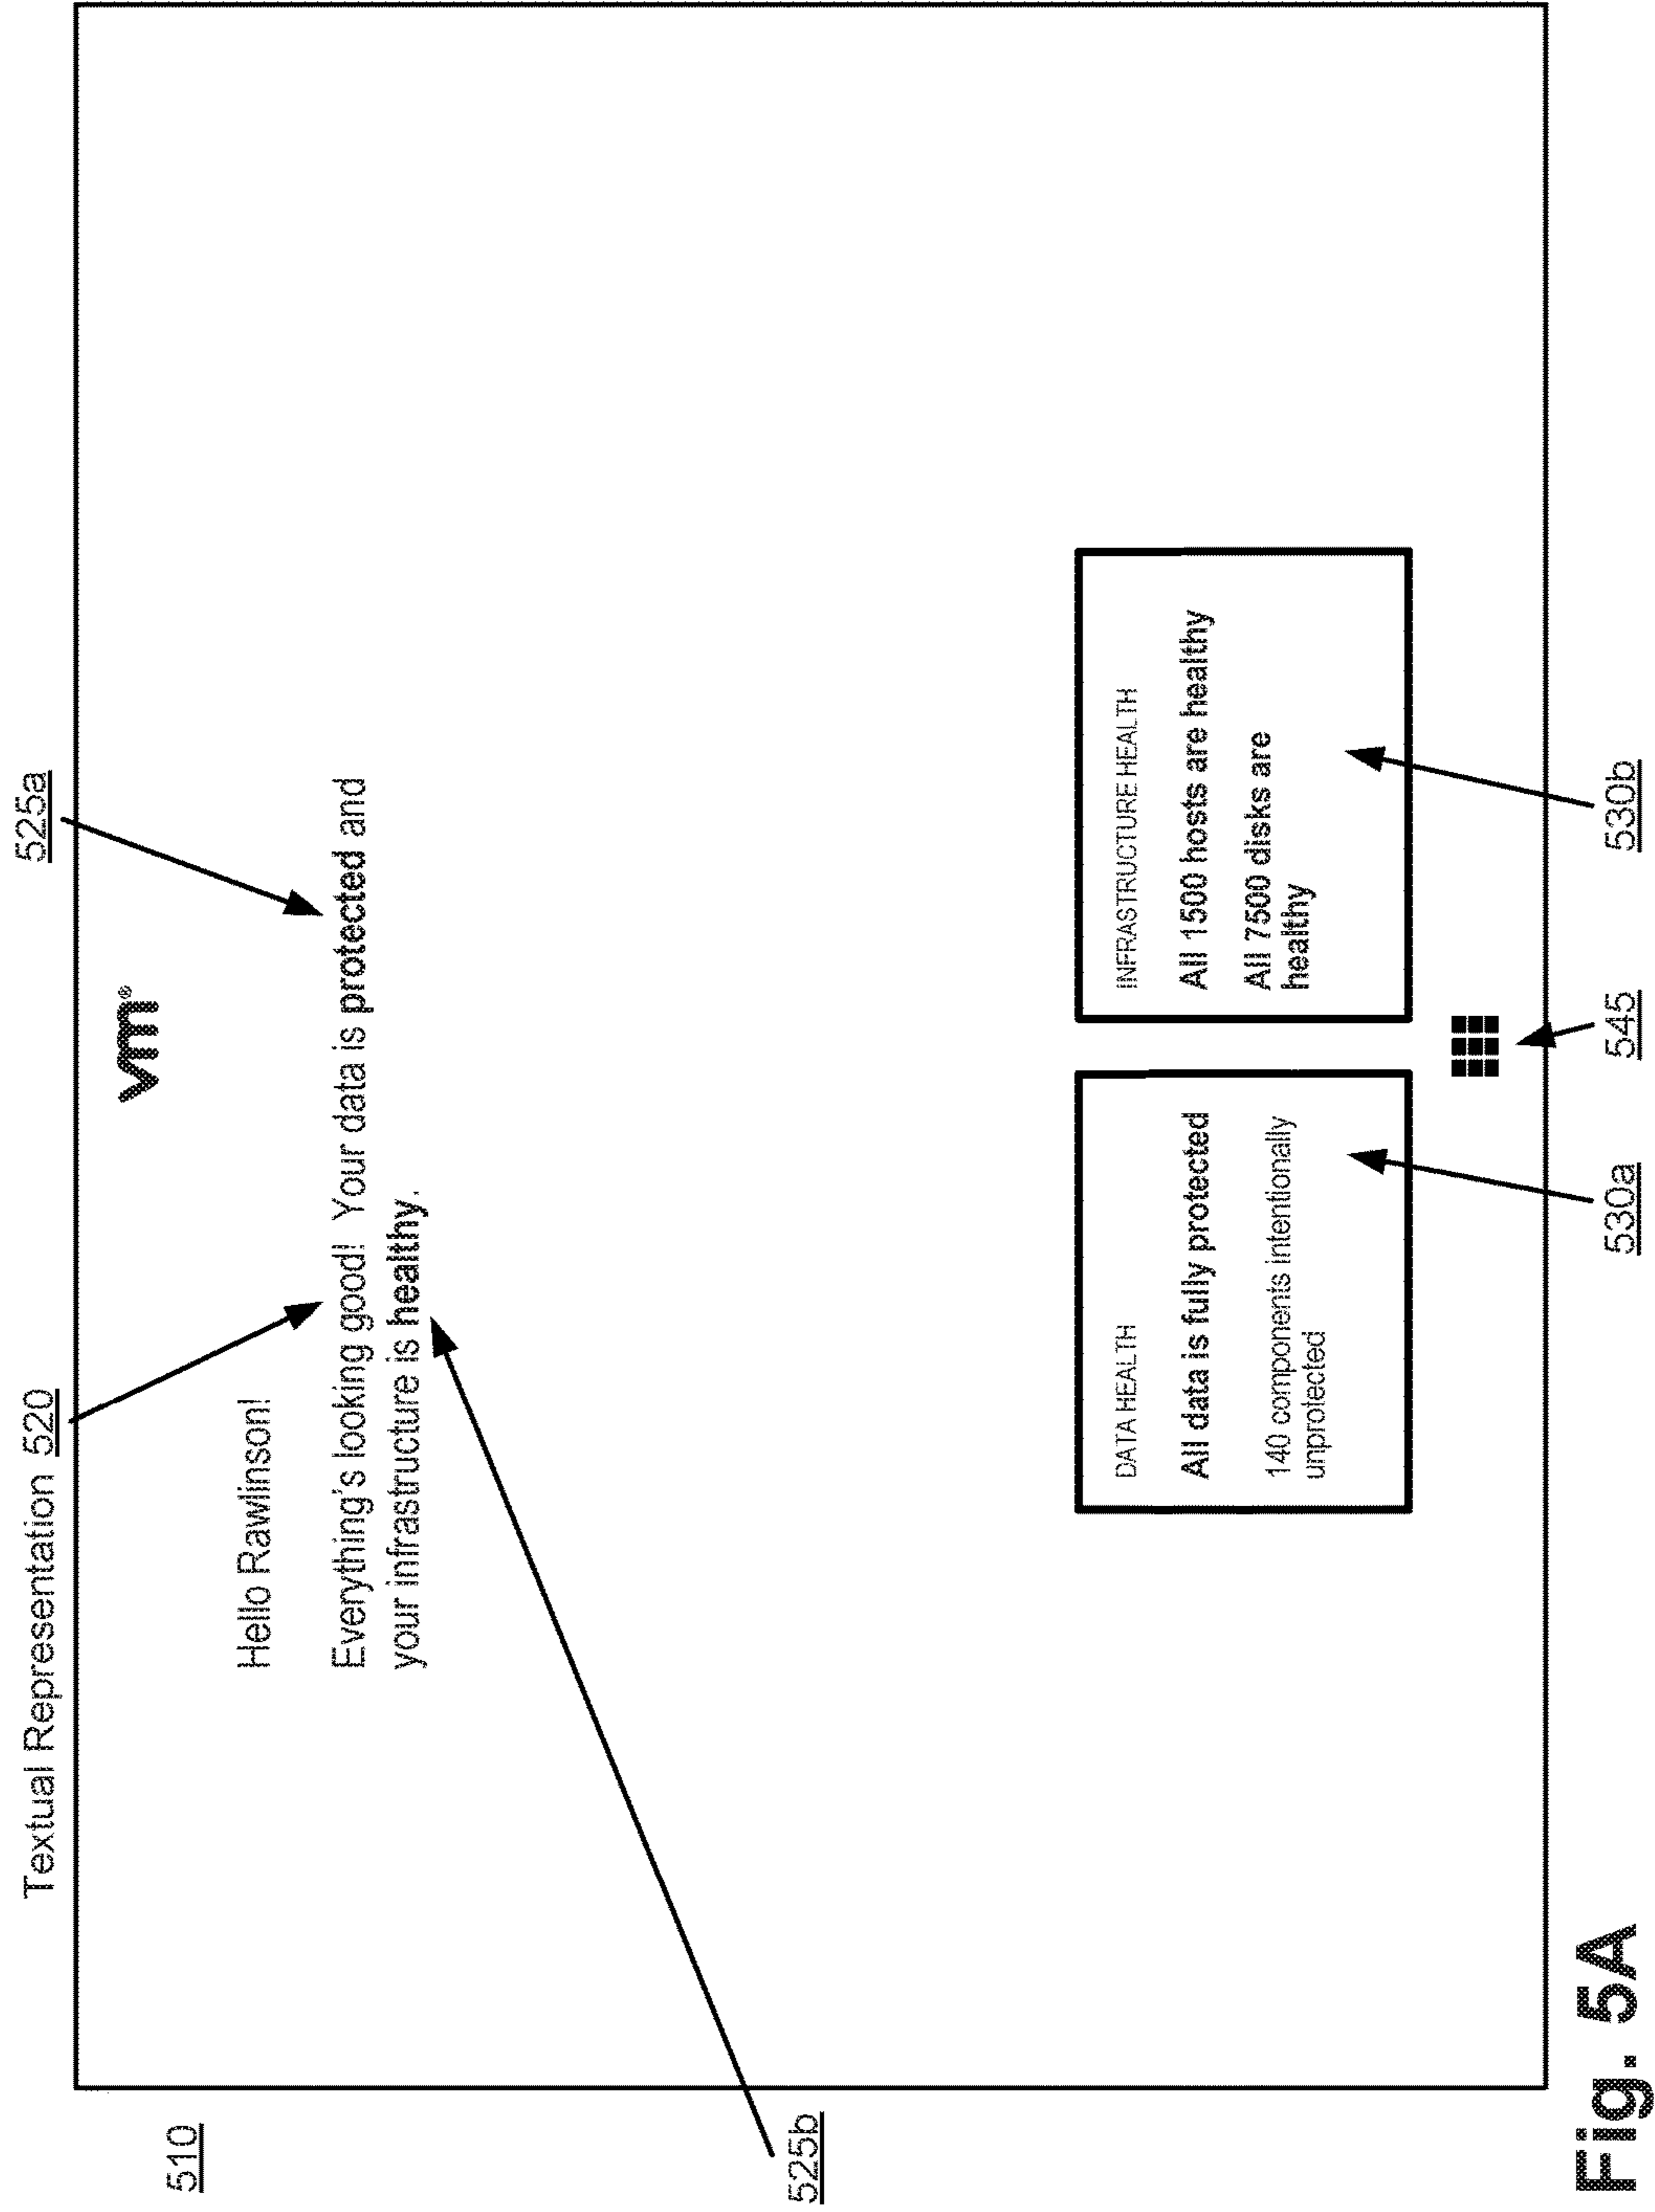 Textual Representation 520
525a
510
vm®
Hello Rawlinson!
Everything's looking good! Your data is protected and
your infrastructure is healthy.
525b
DATA HEALTH
All data is fully protected
140 components intentionally
unprotected
INFRASTRUCTURE HEALTH
All 1500 hosts are healthy
All 7500 disks are
healthy
530a
545
530b
Fig. 5A